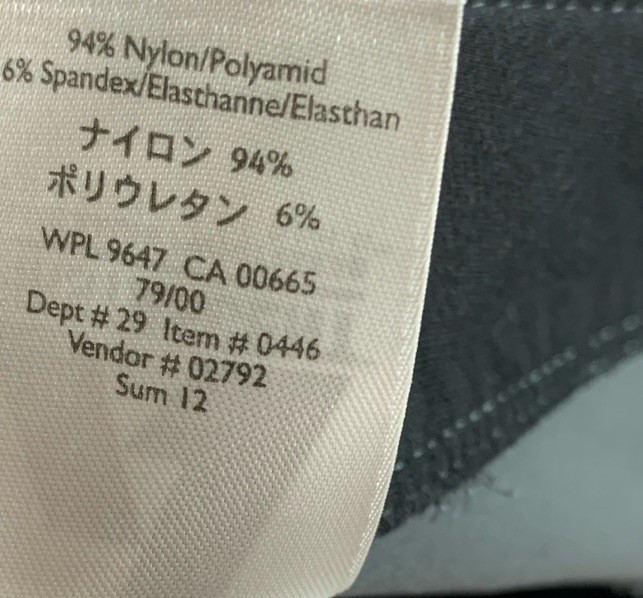 94% Nylon/Polyamid
6% Spandex/Elasthanne/Elasthan
ナイロン 94%
ポリウレタン 6%
WPL 9647 CA 00665
79/00
Dept # 29 Item # 0446
Vendor # 02792
Sum 12